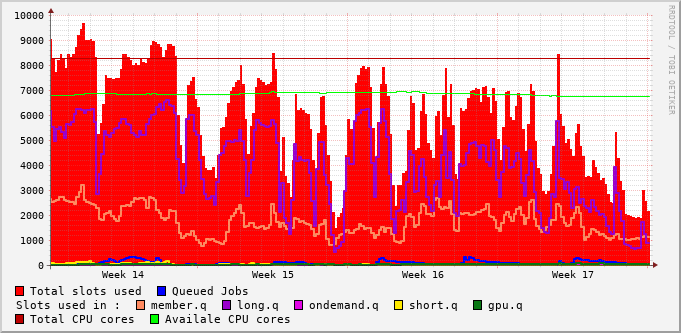 RRDTOOL / TOBI OETIKER
10000
9000
8000
7000
6000
5000
4000
3000
2000
1000
0
Week 14 Week 15 Week 16 Week 17
Total slots used Queued Jobs
Slots used in : member.q long.q ondemand.q short.q gpu.q
Total CPU cores Availale CPU cores